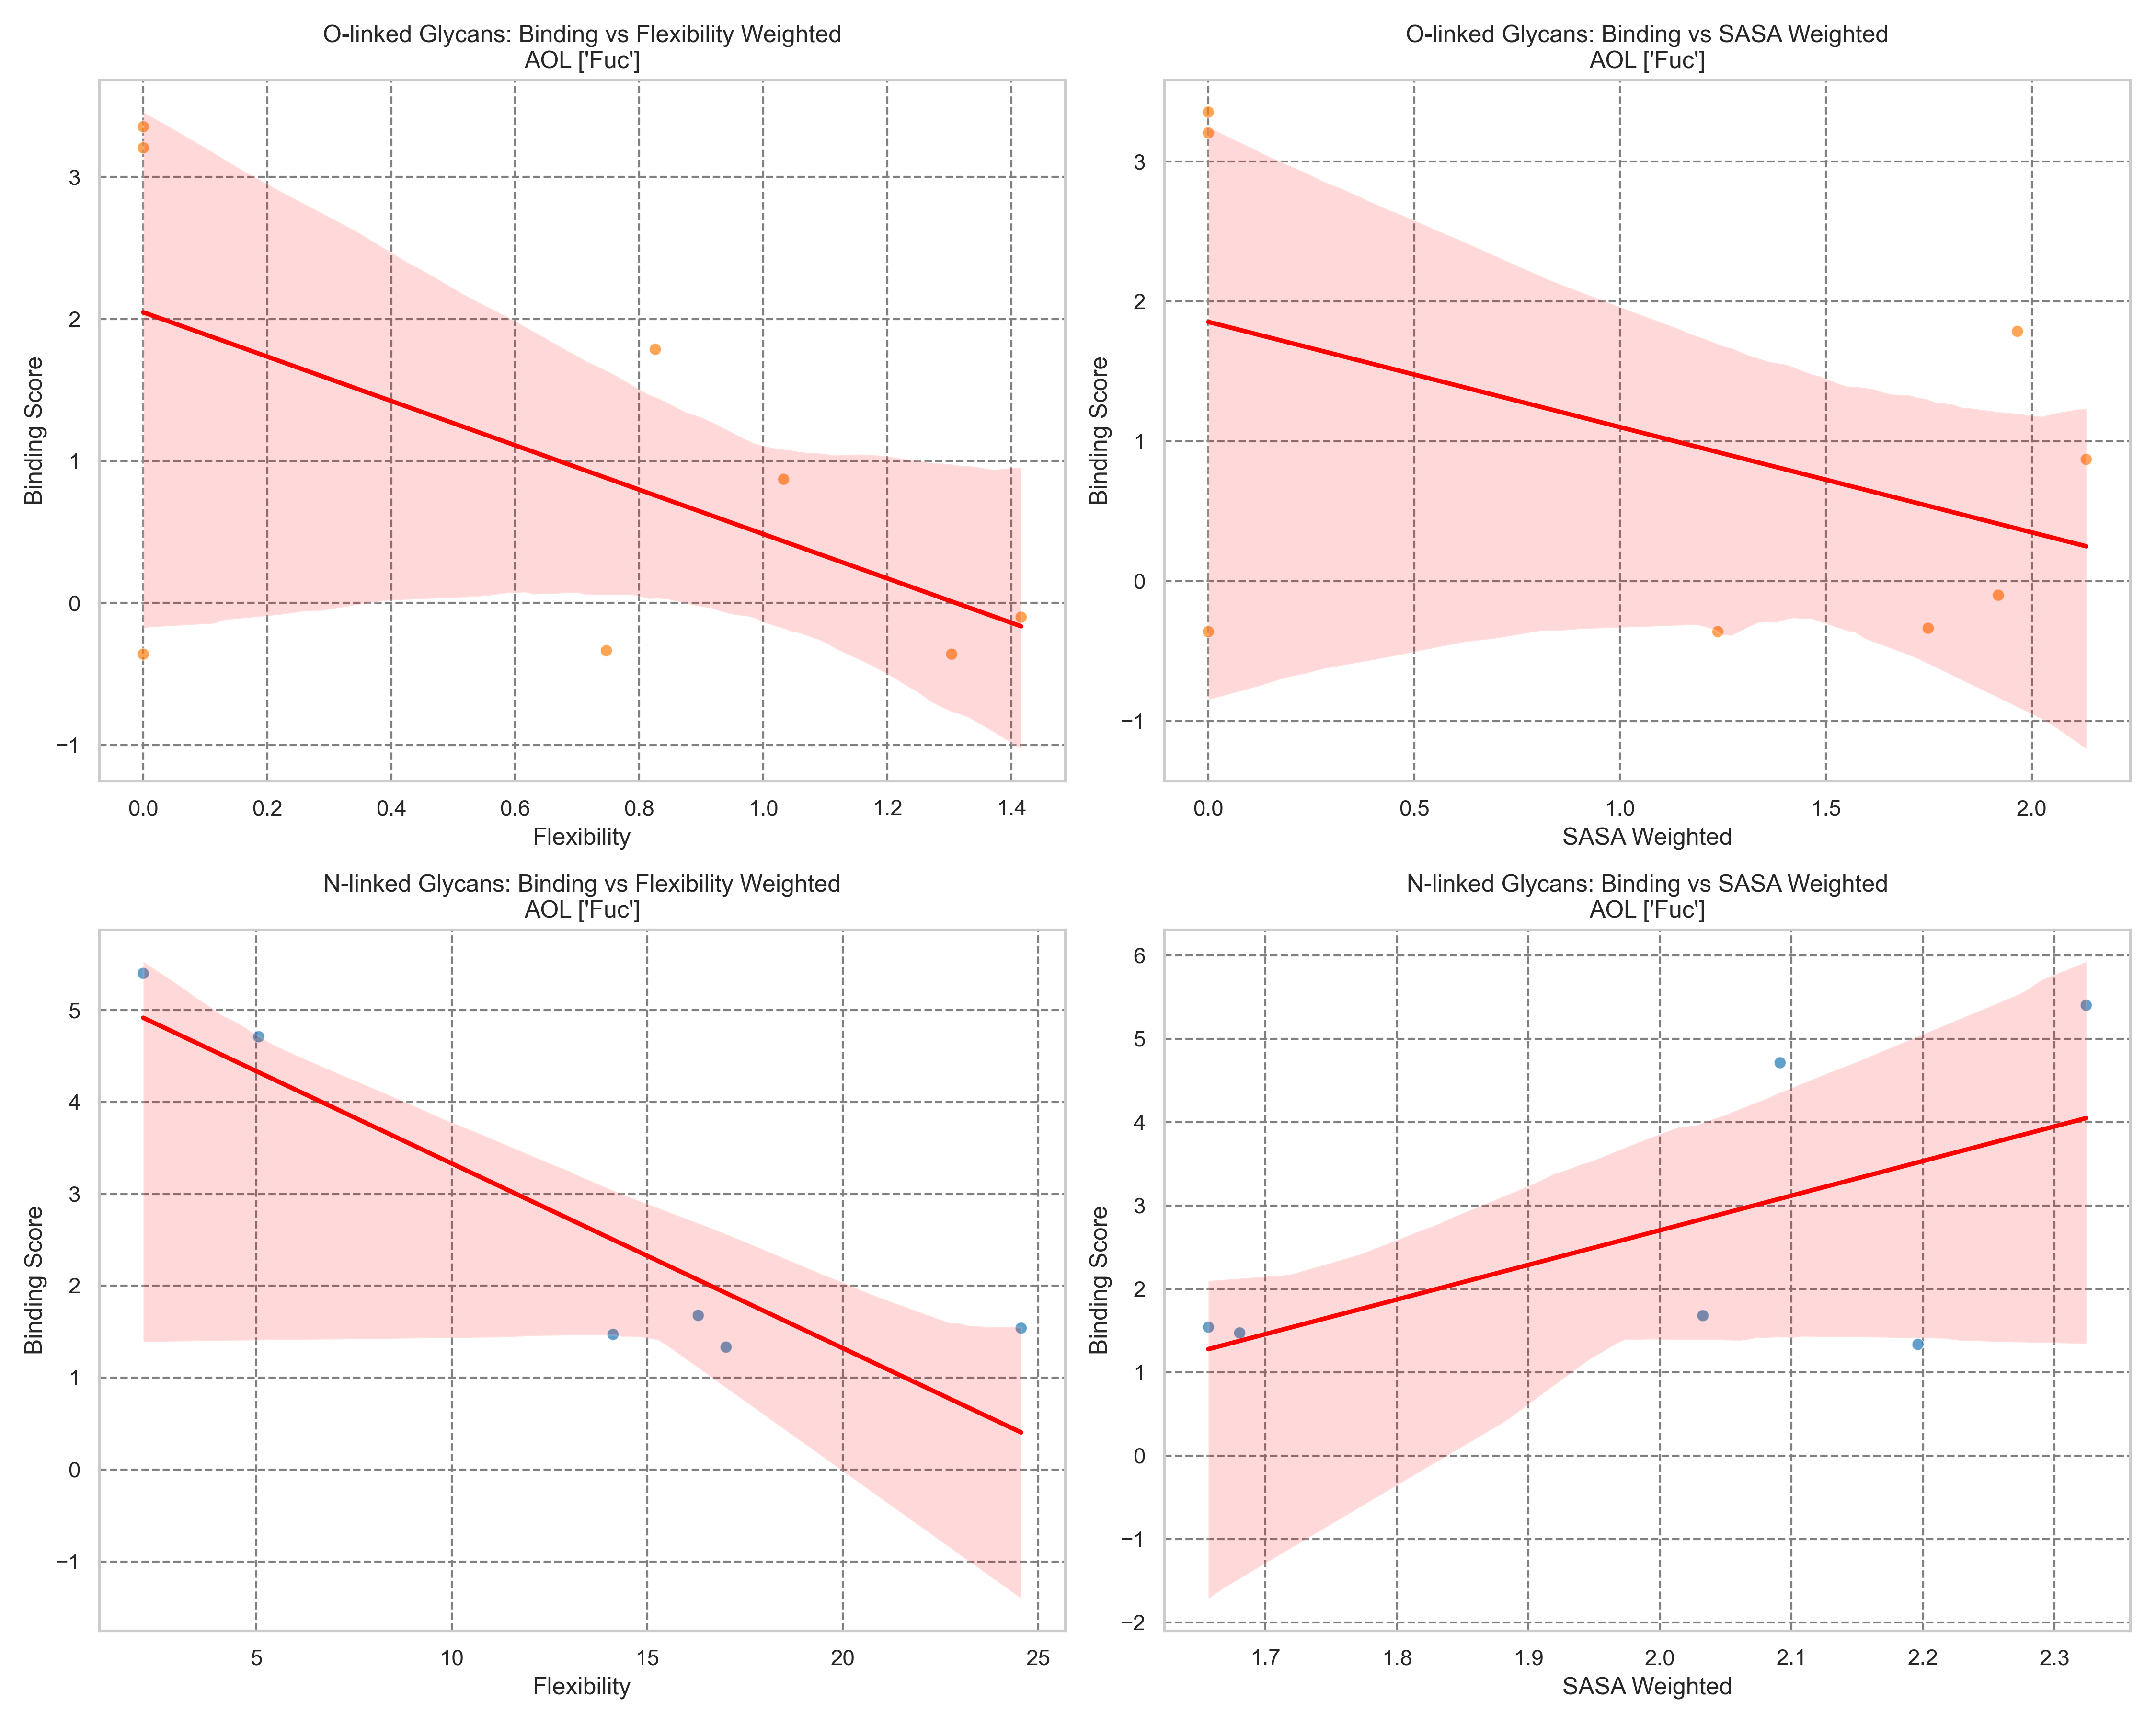 O-linked Glycans: Binding vs Flexibility Weighted
AOL ['Fuc']
Binding Score
3
2
1
0
−1
0.0 0.2 0.4 0.6 0.8 1.0 1.2 1.4
Flexibility
O-linked Glycans: Binding vs SASA Weighted
AOL ['Fuc']
Binding Score
3
2
1
0
−1
0.0 0.5 1.0 1.5 2.0
SASA Weighted
N-linked Glycans: Binding vs Flexibility Weighted
AOL ['Fuc']
Binding Score
5
4
3
2
1
0
−1
5 10 15 20 25
Flexibility
N-linked Glycans: Binding vs SASA Weighted
AOL ['Fuc']
Binding Score
6
5
4
3
2
1
0
−1
−2
1.7 1.8 1.9 2.0 2.1 2.2 2.3
SASA Weighted